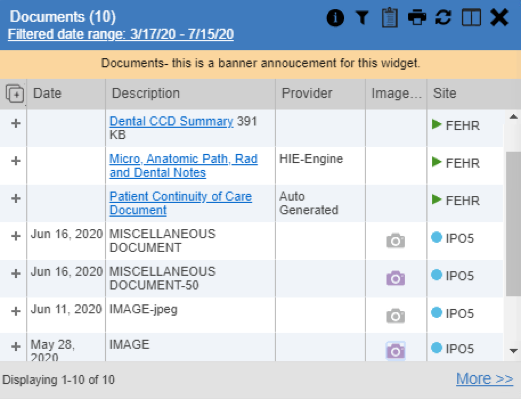 Documents (10)
Filtered date range: 3/17/20 - 7/15/20
Documents- this is a banner annoucement for this widget.
Date Description Provider Image... Site
Dental CCD Summary 391
KB
FEHR
Micro, Anatomic Path, Rad
and Dental Notes
HIE-Engine
FEHR
Patient Continuity of Care
Document
Auto
Generated
FEHR
Jun 16, 2020 MISCELLANEOUS
DOCUMENT
IPO5
Jun 16, 2020 MISCELLANEOUS
DOCUMENT-50
IPO5
Jun 11, 2020 IMAGE-jpeg IPO5
May 28,
2020
IMAGE IPO5
Displaying 1-10 of 10 More >>